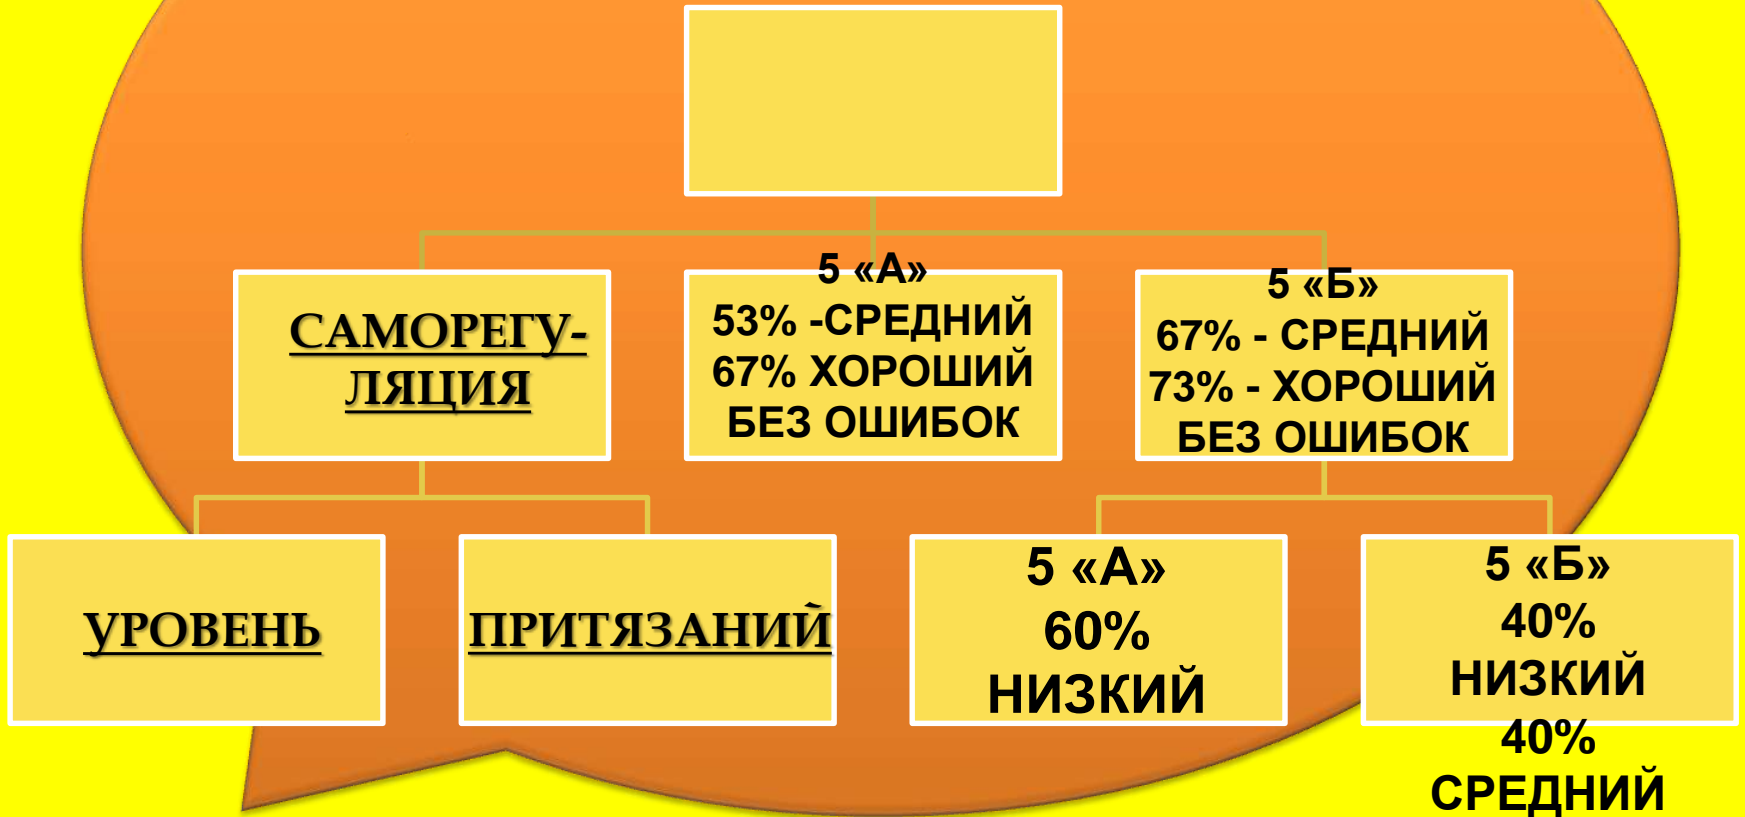 САМОРЕГУ-
ЛЯЦИЯ
5 «А»
53% -СРЕДНИЙ
67% ХОРОШИЙ
БЕЗ ОШИБОК
5 «Б»
67% - СРЕДНИЙ
73% - ХОРОШИЙ
БЕЗ ОШИБОК
УРОВЕНЬ
ПРИТЯЗАНИЙ
5 «А»
60%
НИЗКИЙ
5 «Б»
40%
НИЗКИЙ
40%
СРЕДНИЙ